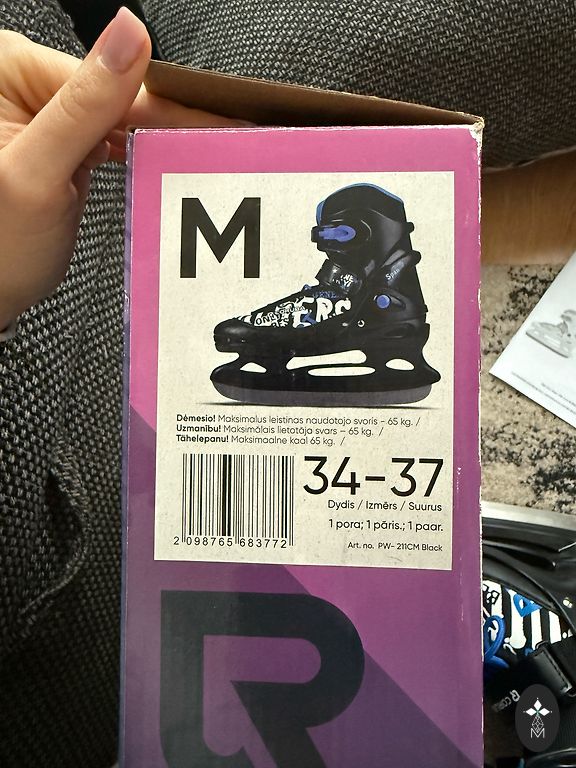 M
Dėmesio! Maksimalus leistinas naudotojo svoris – 65 kg. /
Uzmanību! Maksimālais lietotāja svars – 65 kg. /
Tähelepanu! Maksimaalne kaal 65 kg. /
34-37
Dydis / Izmērs / Suurus
1 pora; 1 pāris.; 1 paar.
2 098765 683772
Art. no. PW- 211CM Black
R
M